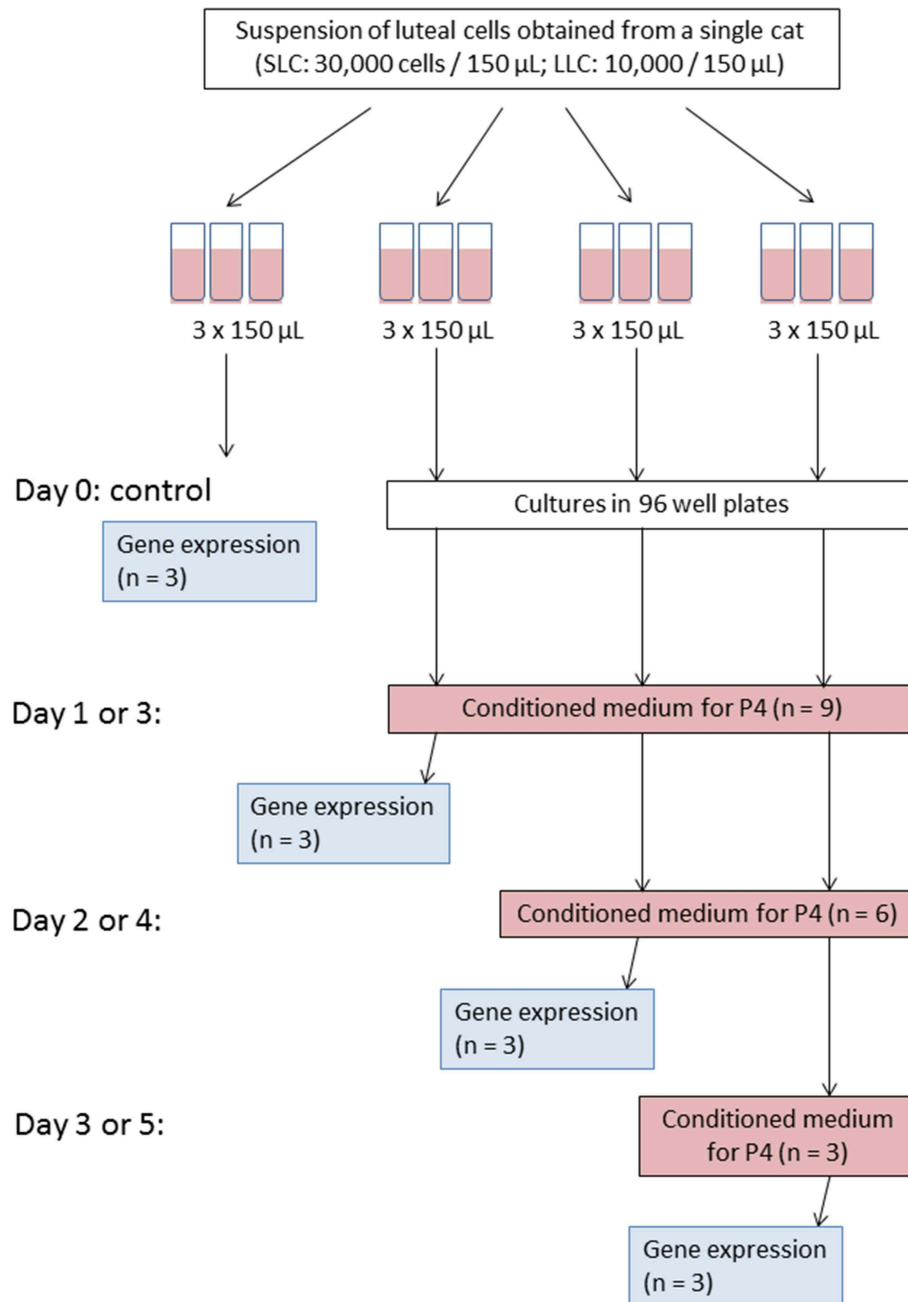 Suspension of luteal cells obtained from a single cat
(SLC: 30,000 cells / 150 µL; LLC: 10,000 / 150 µL)
3 x 150 µL
3 x 150 µL
3 x 150 µL
3 x 150 µL
Day 0: control
Cultures in 96 well plates
Gene expression
(n = 3)
Day 1 or 3:
Conditioned medium for P4 (n = 9)
Gene expression
(n = 3)
Day 2 or 4:
Conditioned medium for P4 (n = 6)
Gene expression
(n = 3)
Day 3 or 5:
Conditioned medium
for P4 (n = 3)
Gene expression
(n = 3)